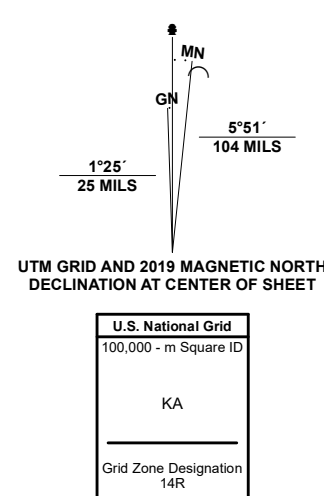 MN
GN
5°51´
104 MILS
1°25´
25 MILS
UTM GRID AND 2019 MAGNETIC NORTH
DECLINATION AT CENTER OF SHEET
U.S. National Grid
100,000 - m Square ID
KA
Grid Zone Designation
14R